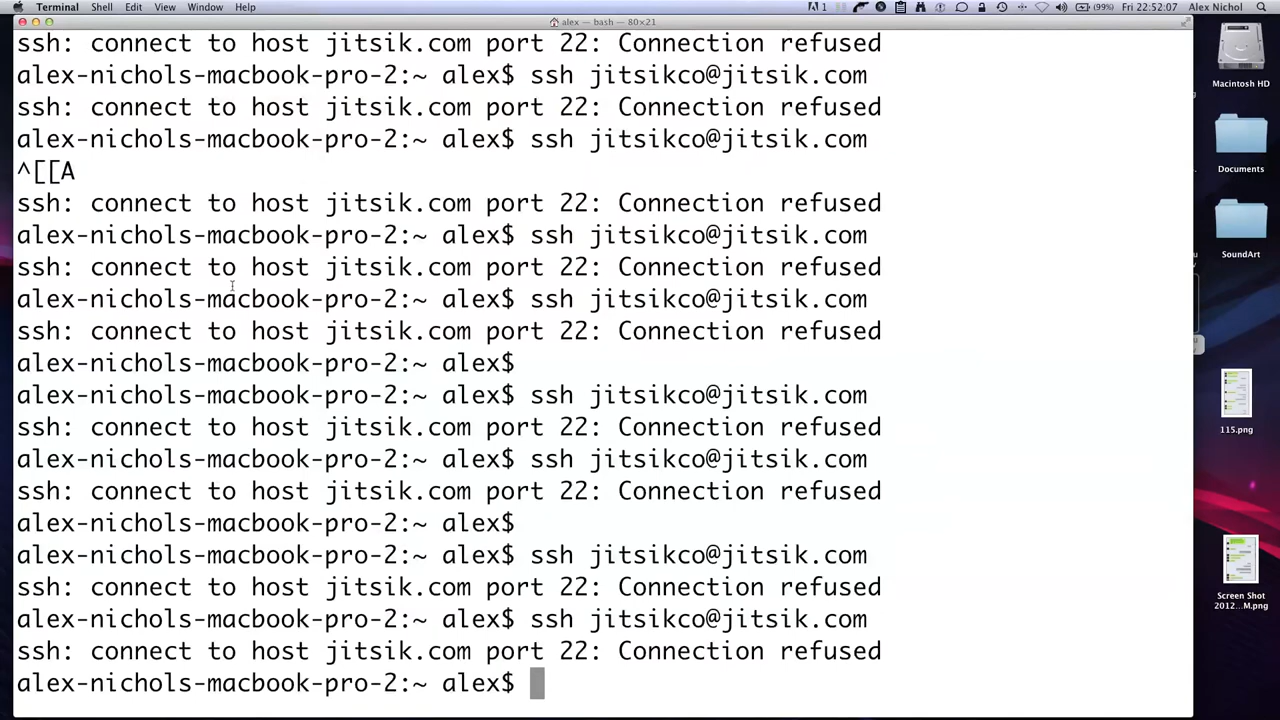 Terminal Shell Edit View Window Help 1 (99%) Fri 22:52:07 Alex Nichol
alex — bash — 80×21
ssh: connect to host jitsik.com port 22: Connection refused
alex-nichols-macbook-pro-2:~ alex$ ssh jitsikco@jitsik.com
ssh: connect to host jitsik.com port 22: Connection refused
alex-nichols-macbook-pro-2:~ alex$ ssh jitsikco@jitsik.com
^[[A
ssh: connect to host jitsik.com port 22: Connection refused
alex-nichols-macbook-pro-2:~ alex$ ssh jitsikco@jitsik.com
ssh: connect to host jitsik.com port 22: Connection refused
alex-nichols-macbook-pro-2:~ alex$ ssh jitsikco@jitsik.com
ssh: connect to host jitsik.com port 22: Connection refused
alex-nichols-macbook-pro-2:~ alex$
alex-nichols-macbook-pro-2:~ alex$ ssh jitsikco@jitsik.com
ssh: connect to host jitsik.com port 22: Connection refused
alex-nichols-macbook-pro-2:~ alex$ ssh jitsikco@jitsik.com
ssh: connect to host jitsik.com port 22: Connection refused
alex-nichols-macbook-pro-2:~ alex$
alex-nichols-macbook-pro-2:~ alex$ ssh jitsikco@jitsik.com
ssh: connect to host jitsik.com port 22: Connection refused
alex-nichols-macbook-pro-2:~ alex$ ssh jitsikco@jitsik.com
ssh: connect to host jitsik.com port 22: Connection refused
alex-nichols-macbook-pro-2:~ alex$
Macintosh HD
Documents
SoundArt
115.png
Screen Shot
2012...M.png